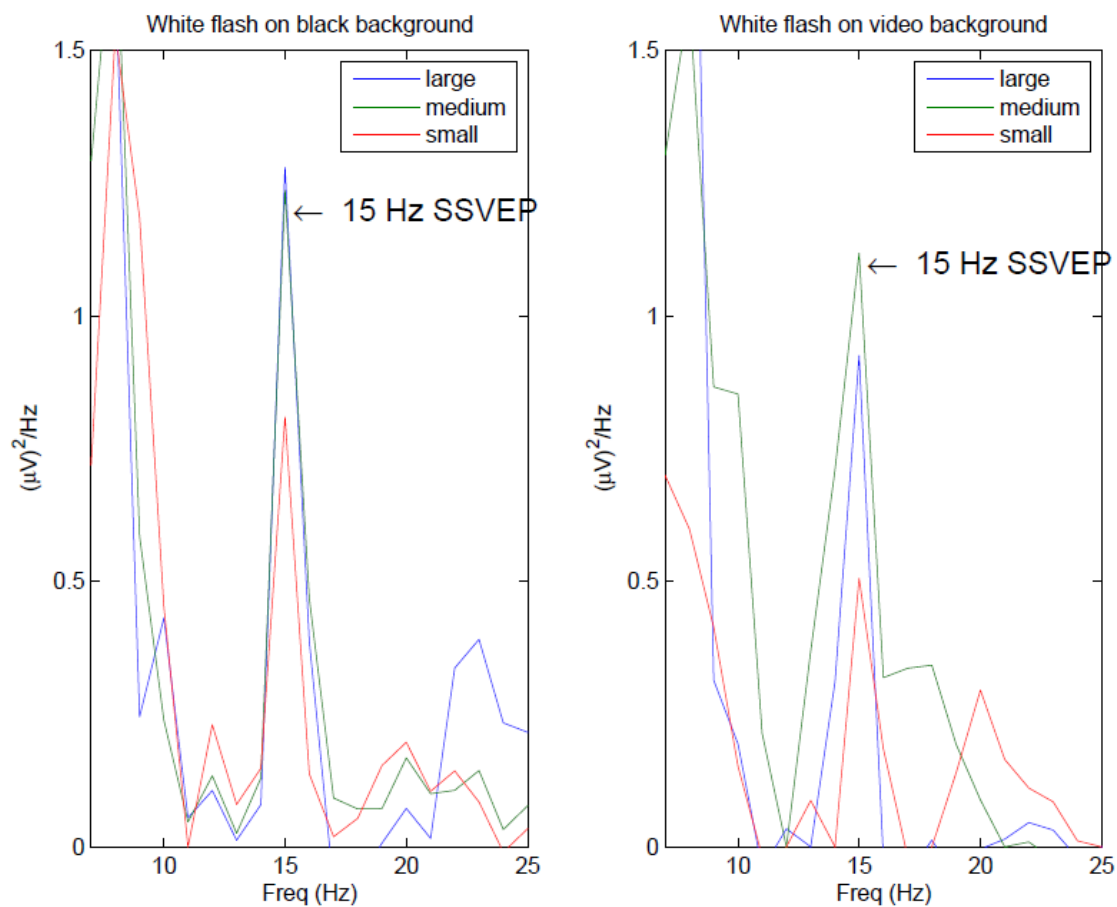 White flash on black background
1.5
large
medium
small
← 15 Hz SSVEP
1
(μV)²/Hz
0.5
0
10
15
20
25
Freq (Hz)
White flash on video background
1.5
large
medium
small
← 15 Hz SSVEP
1
(μV)²/Hz
0.5
0
10
15
20
25
Freq (Hz)